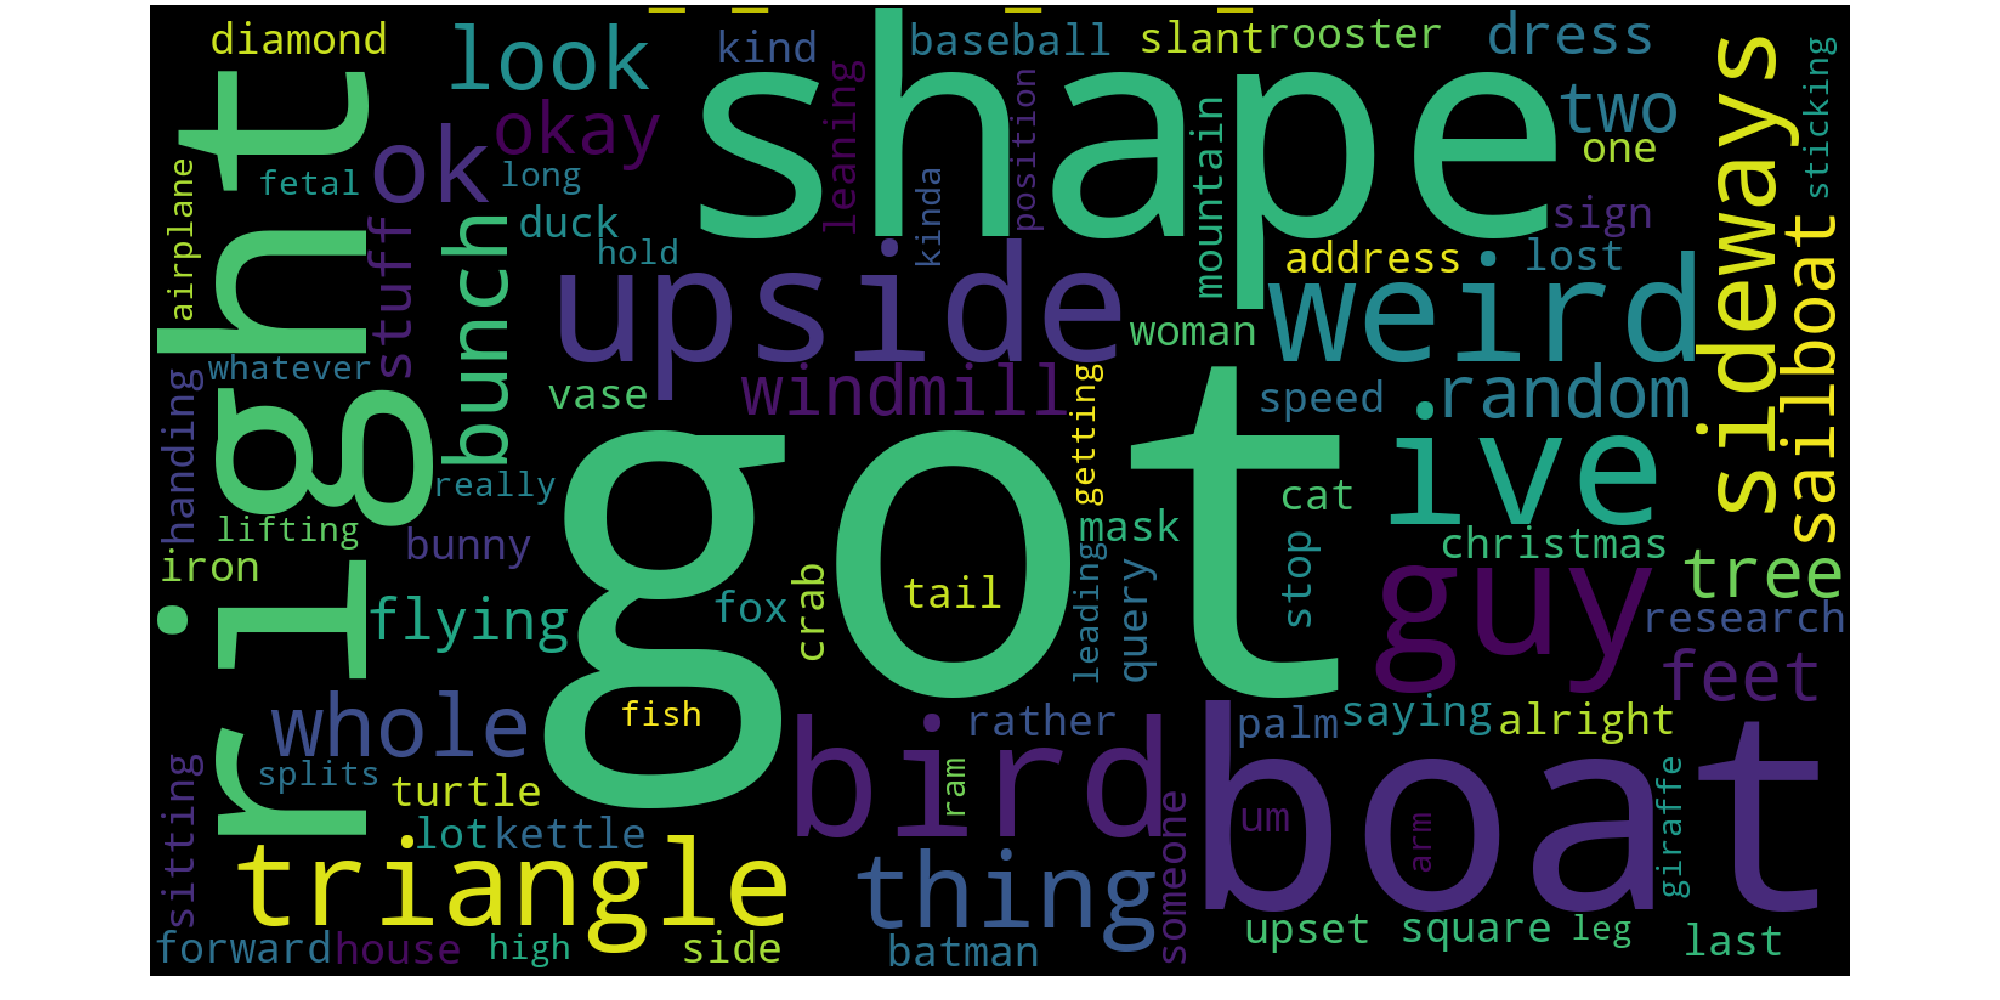 diamond
look
kind
baseball
slant
rooster
dress
sideways
sticking
right
shape
okay
leaning
position
mountain
two
one
ok
long
fetal
airplane
kinda
stuff
bunch
duck
hold
sign
address
lost
sailboat
upside
weird
woman
whatever
vase
windmill
getting
speed
random
handing
got
ive
really
cat
lifting
bunny
mask
stop
christmas
iron
tree
crab
tail
leading
query
guy
flying
fox
research
feet
whole
fish
bird
rather
palm
saying
alright
boat
sitting
splits
turtle
ram
someone
um
arm
giraffe
lot
kettle
triangle
thing
upset
square
leg
last
forward
house
high
side
batman